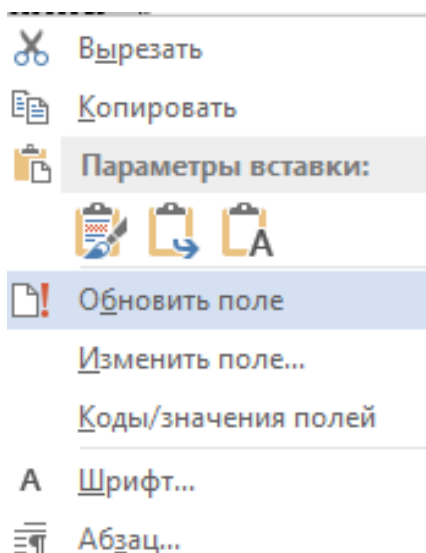 Вырезать
Копировать
Параметры вставки:
Обновить поле
Изменить поле...
Коды/значения полей
Шрифт...
Абзац...